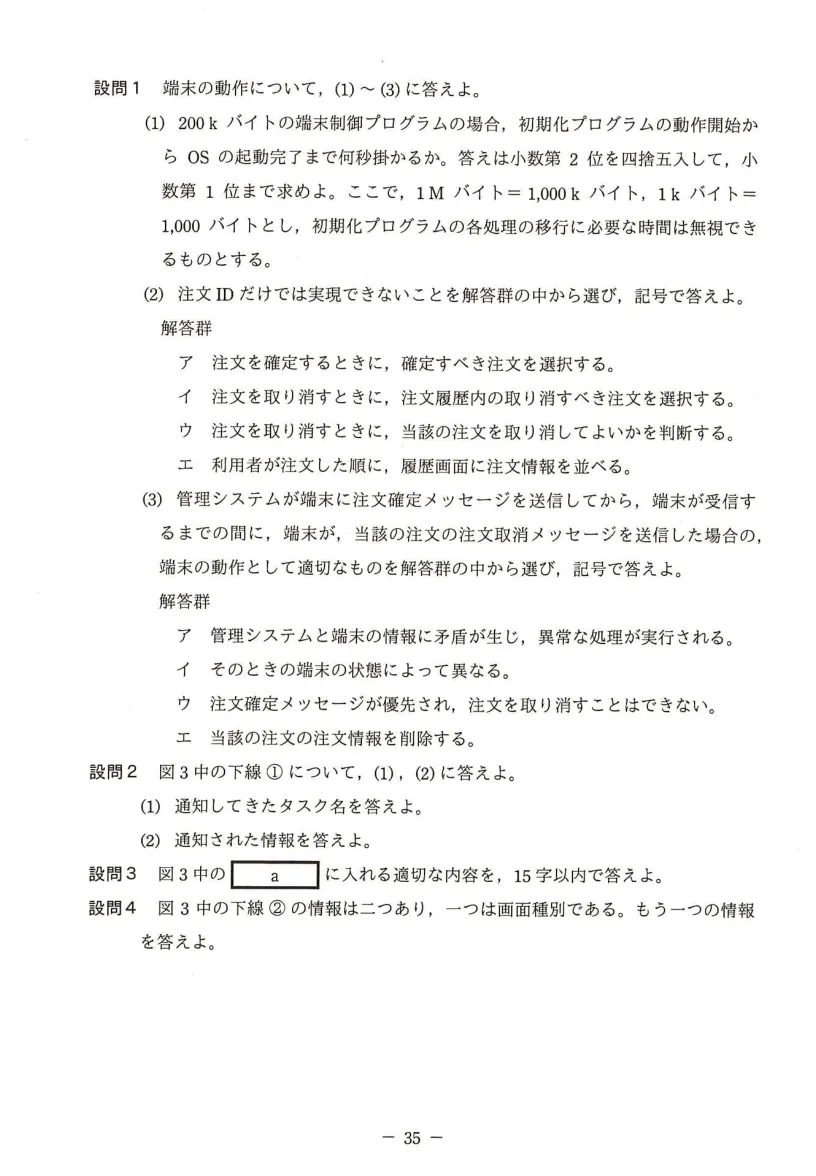 設問1 端末の動作について，(1)～(3)に答えよ。
(1) 200 k バイトの端末制御プログラムの場合，初期化プログラムの動作開始か
ら OS の起動完了まで何秒掛かるか。答えは小数第 2 位を四捨五入して，小
数第 1 位まで求めよ。ここで，1 M バイト＝ 1,000 k バイト，1 k バイト＝
1,000 バイトとし，初期化プログラムの各処理の移行に必要な時間は無視でき
るものとする。
(2) 注文 ID だけでは実現できないことを解答群の中から選び，記号で答えよ。
解答群
ア 注文を確定するときに，確定すべき注文を選択する。
イ 注文を取り消すときに，注文履歴内の取り消すべき注文を選択する。
ウ 注文を取り消すときに，当該の注文を取り消してよいかを判断する。
エ 利用者が注文した順に，履歴画面に注文情報を並べる。
(3) 管理システムが端末に注文確定メッセージを送信してから，端末が受信す
るまでの間に，端末が，当該の注文の注文取消メッセージを送信した場合の，
端末の動作として適切なものを解答群の中から選び，記号で答えよ。
解答群
ア 管理システムと端末の情報に矛盾が生じ，異常な処理が実行される。
イ そのときの端末の状態によって異なる。
ウ 注文確定メッセージが優先され，注文を取り消すことはできない。
エ 当該の注文の注文情報を削除する。
設問2 図 3 中の下線 ① について，(1)，(2)に答えよ。
(1) 通知してきたタスク名を答えよ。
(2) 通知された情報を答えよ。
設問3 図 3 中の a に入れる適切な内容を，15 字以内で答えよ。
設問4 図 3 中の下線 ② の情報は二つあり，一つは画面種別である。もう一つの情報
を答えよ。
－ 35 －